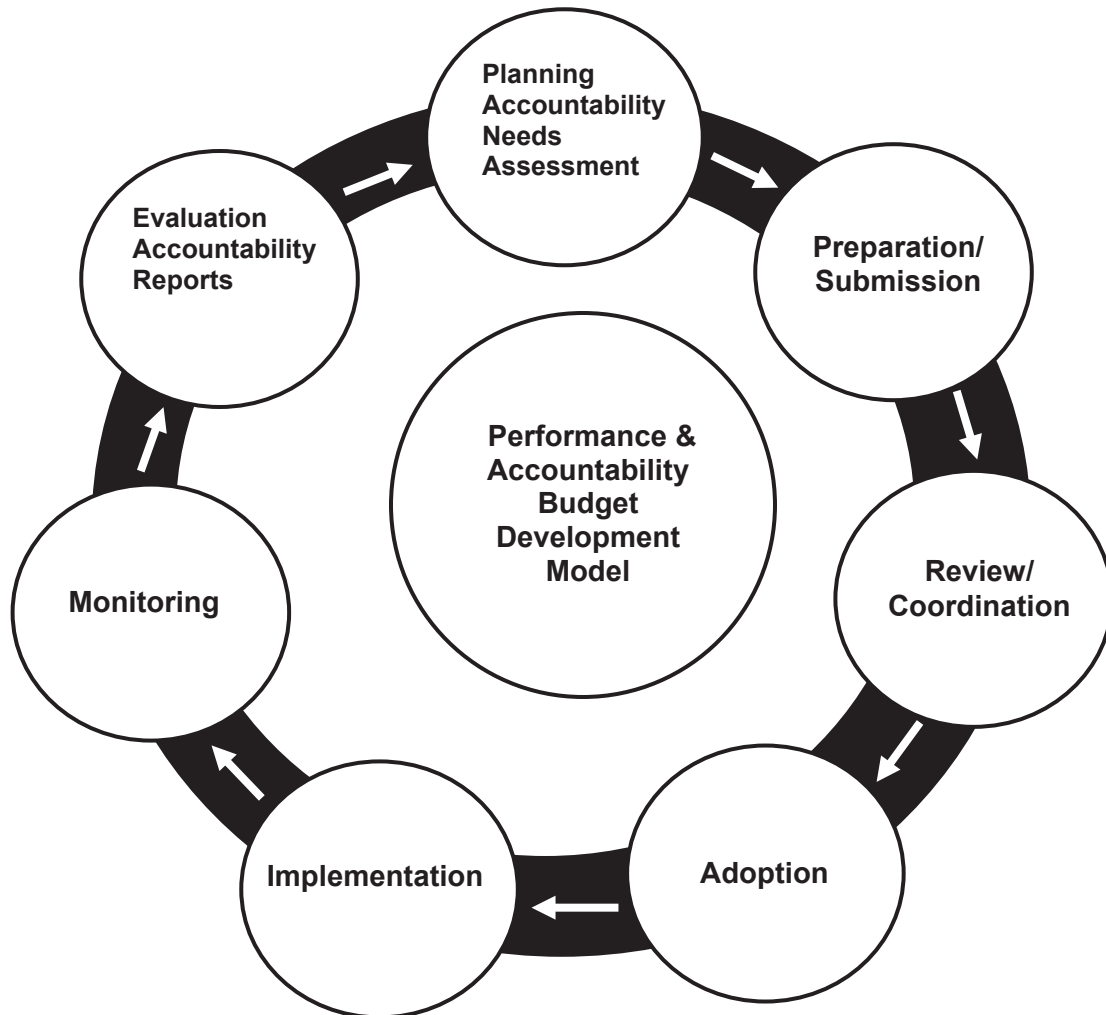 Planning
Accountability
Needs
Assessment
Preparation/
Submission
Review/
Coordination
Adoption
Implementation
Monitoring
Evaluation
Accountability
Reports
Performance &
Accountability
Budget
Development
Model